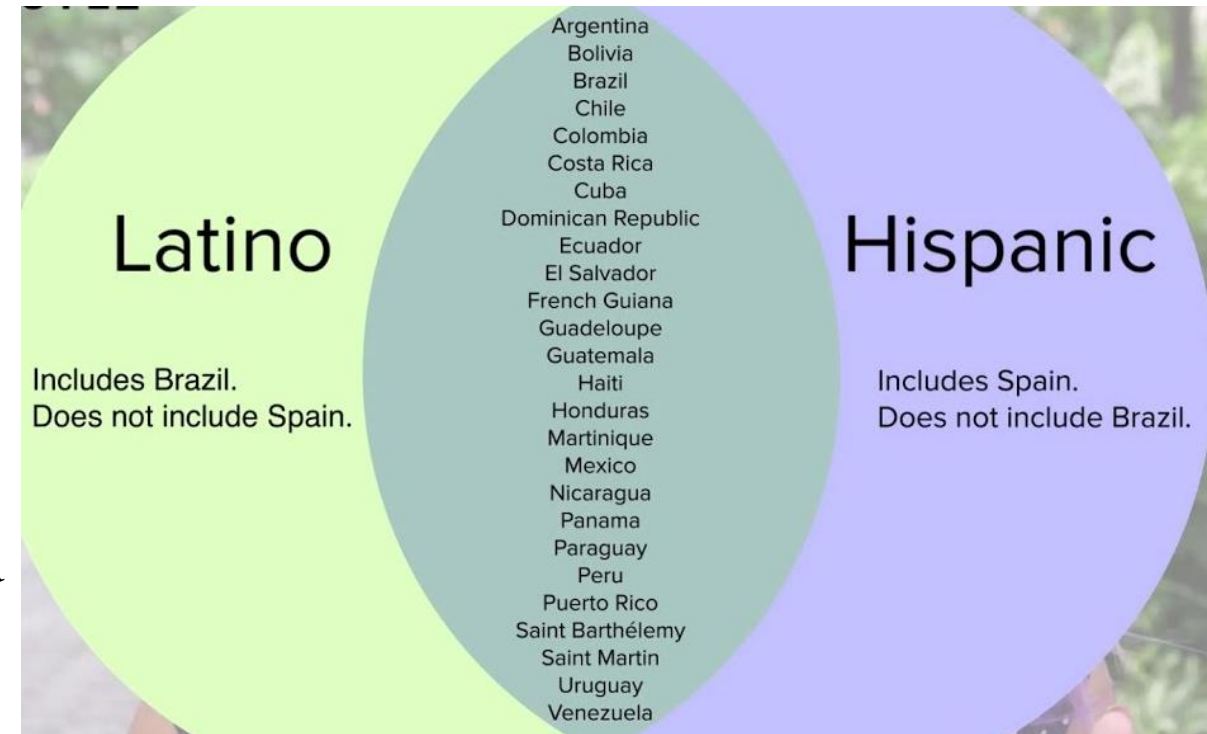 Latino
Includes Brazil.
Does not include Spain.
Argentina
Bolivia
Brazil
Chile
Colombia
Costa Rica
Cuba
Dominican Republic
Ecuador
El Salvador
French Guiana
Guadeloupe
Guatemala
Haiti
Honduras
Martinique
Mexico
Nicaragua
Panama
Paraguay
Peru
Puerto Rico
Saint Barthélemy
Saint Martin
Uruguay
Venezuela
Hispanic
Includes Spain.
Does not include Brazil.